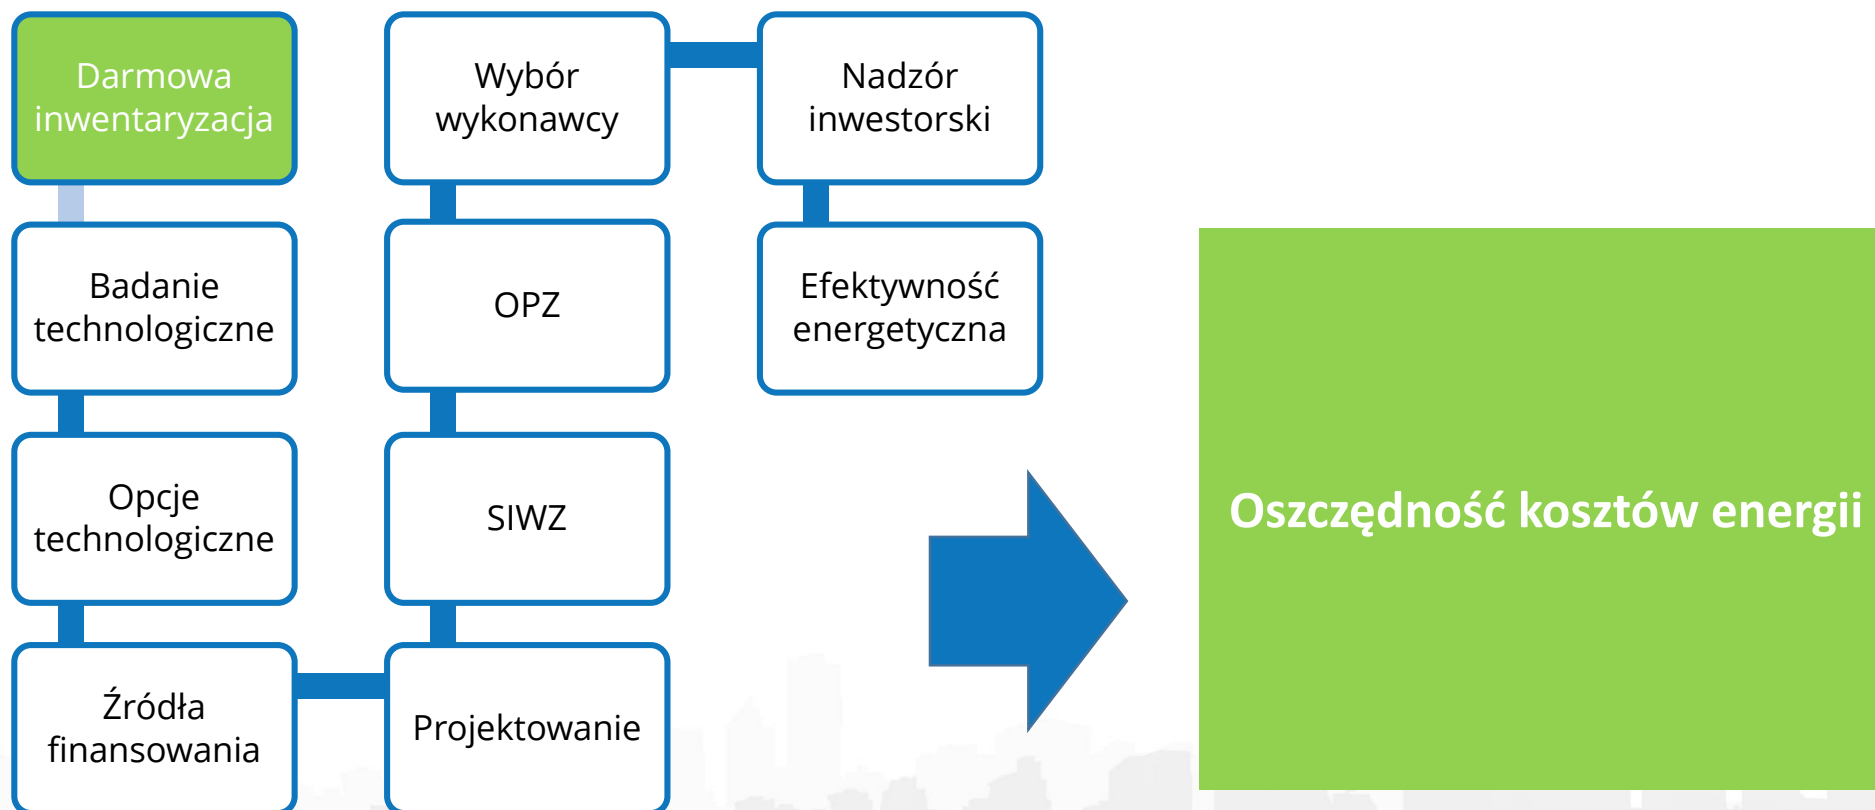 Darmowa
inwentaryzacja
Badanie
technologiczne
Opcje
technologiczne
Źródła
finansowania
Projektowanie
SIWZ
OPZ
Wybór
wykonawcy
Nadzór
inwestorski
Efektywność
energetyczna
Oszczędność kosztów energii